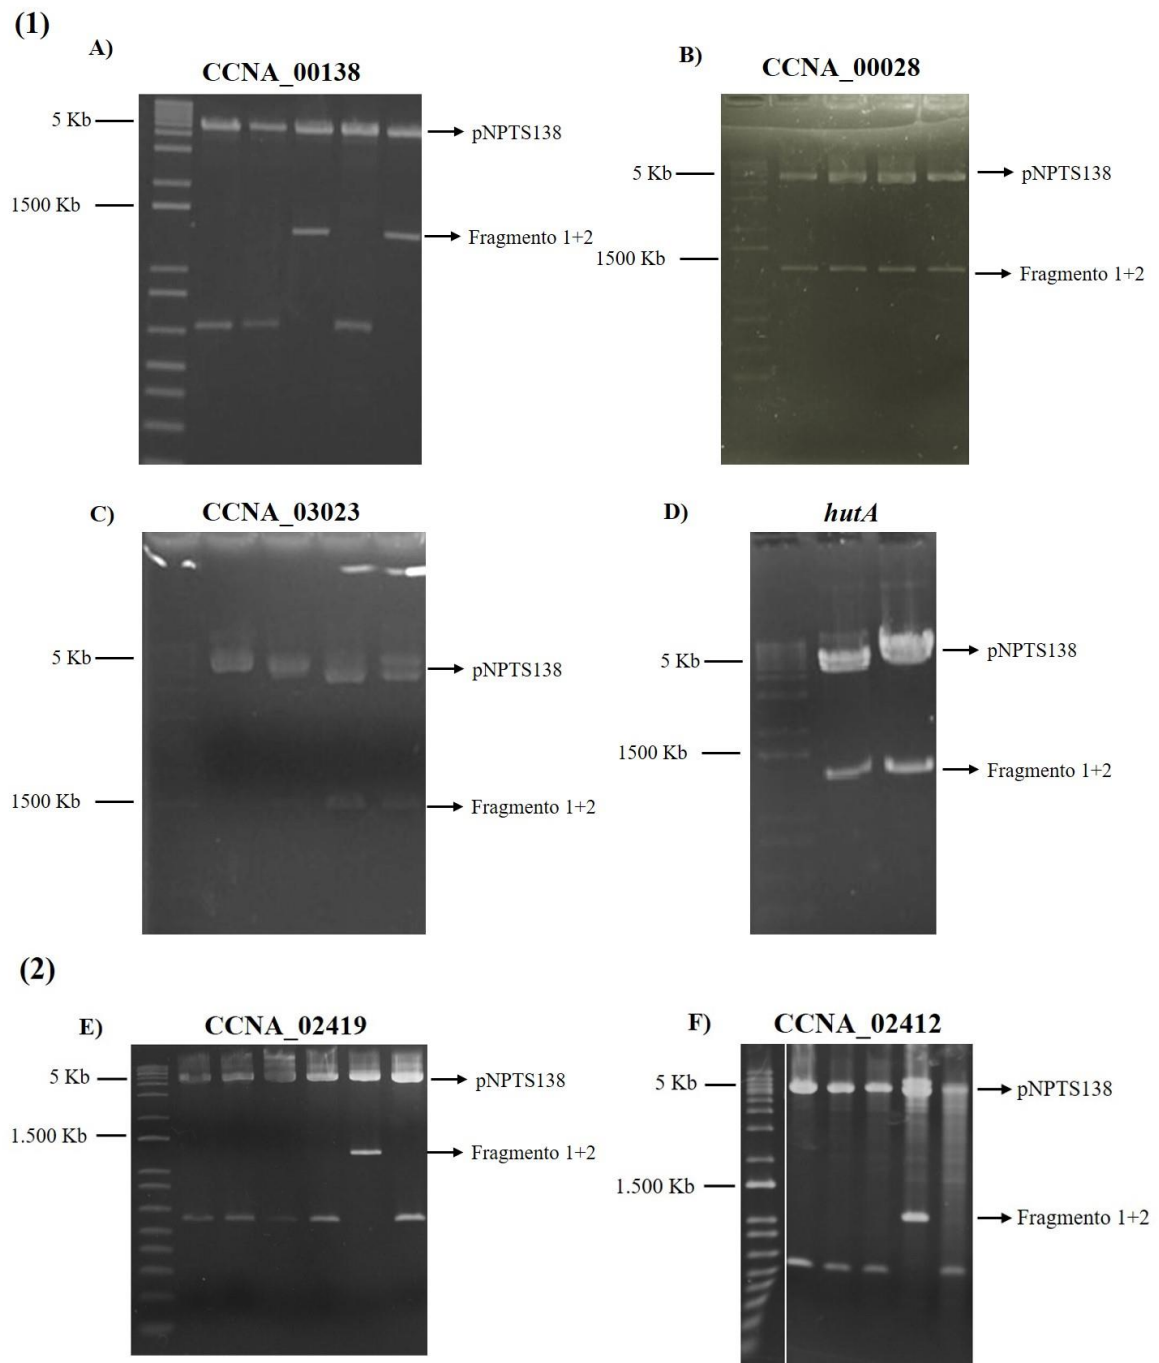 (1)
A)
CCNA_00138
5 Kb
pNPTS138
1500 Kb
Fragmento 1+2
B)
CCNA_00028
5 Kb
pNPTS138
1500 Kb
Fragmento 1+2
C)
CCNA_03023
5 Kb
pNPTS138
1500 Kb
Fragmento 1+2
D)
hutA
5 Kb
pNPTS138
1500 Kb
Fragmento 1+2
(2)
E)
CCNA_02419
5 Kb
pNPTS138
1.500 Kb
Fragmento 1+2
F)
CCNA_02412
5 Kb
pNPTS138
1.500 Kb
Fragmento 1+2